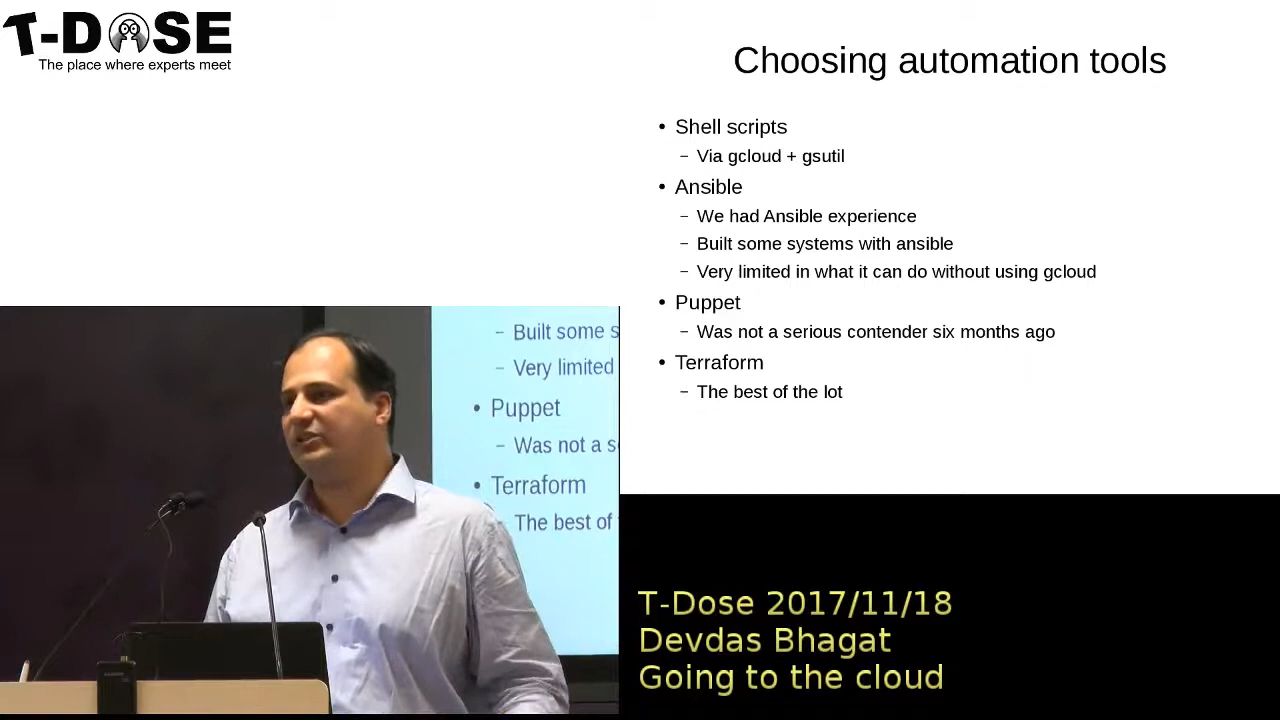 T-DOSE
The place where experts meet
Choosing automation tools
• Shell scripts
– Via gcloud + gsutil
• Ansible
– We had Ansible experience
– Built some systems with ansible
– Very limited in what it can do without using gcloud
• Puppet
– Was not a serious contender six months ago
• Terraform
– The best of the lot
– Built some s
– Very limited
• Puppet
– Was not a s
• Terraform
The best of
T-Dose 2017/11/18
Devdas Bhagat
Going to the cloud